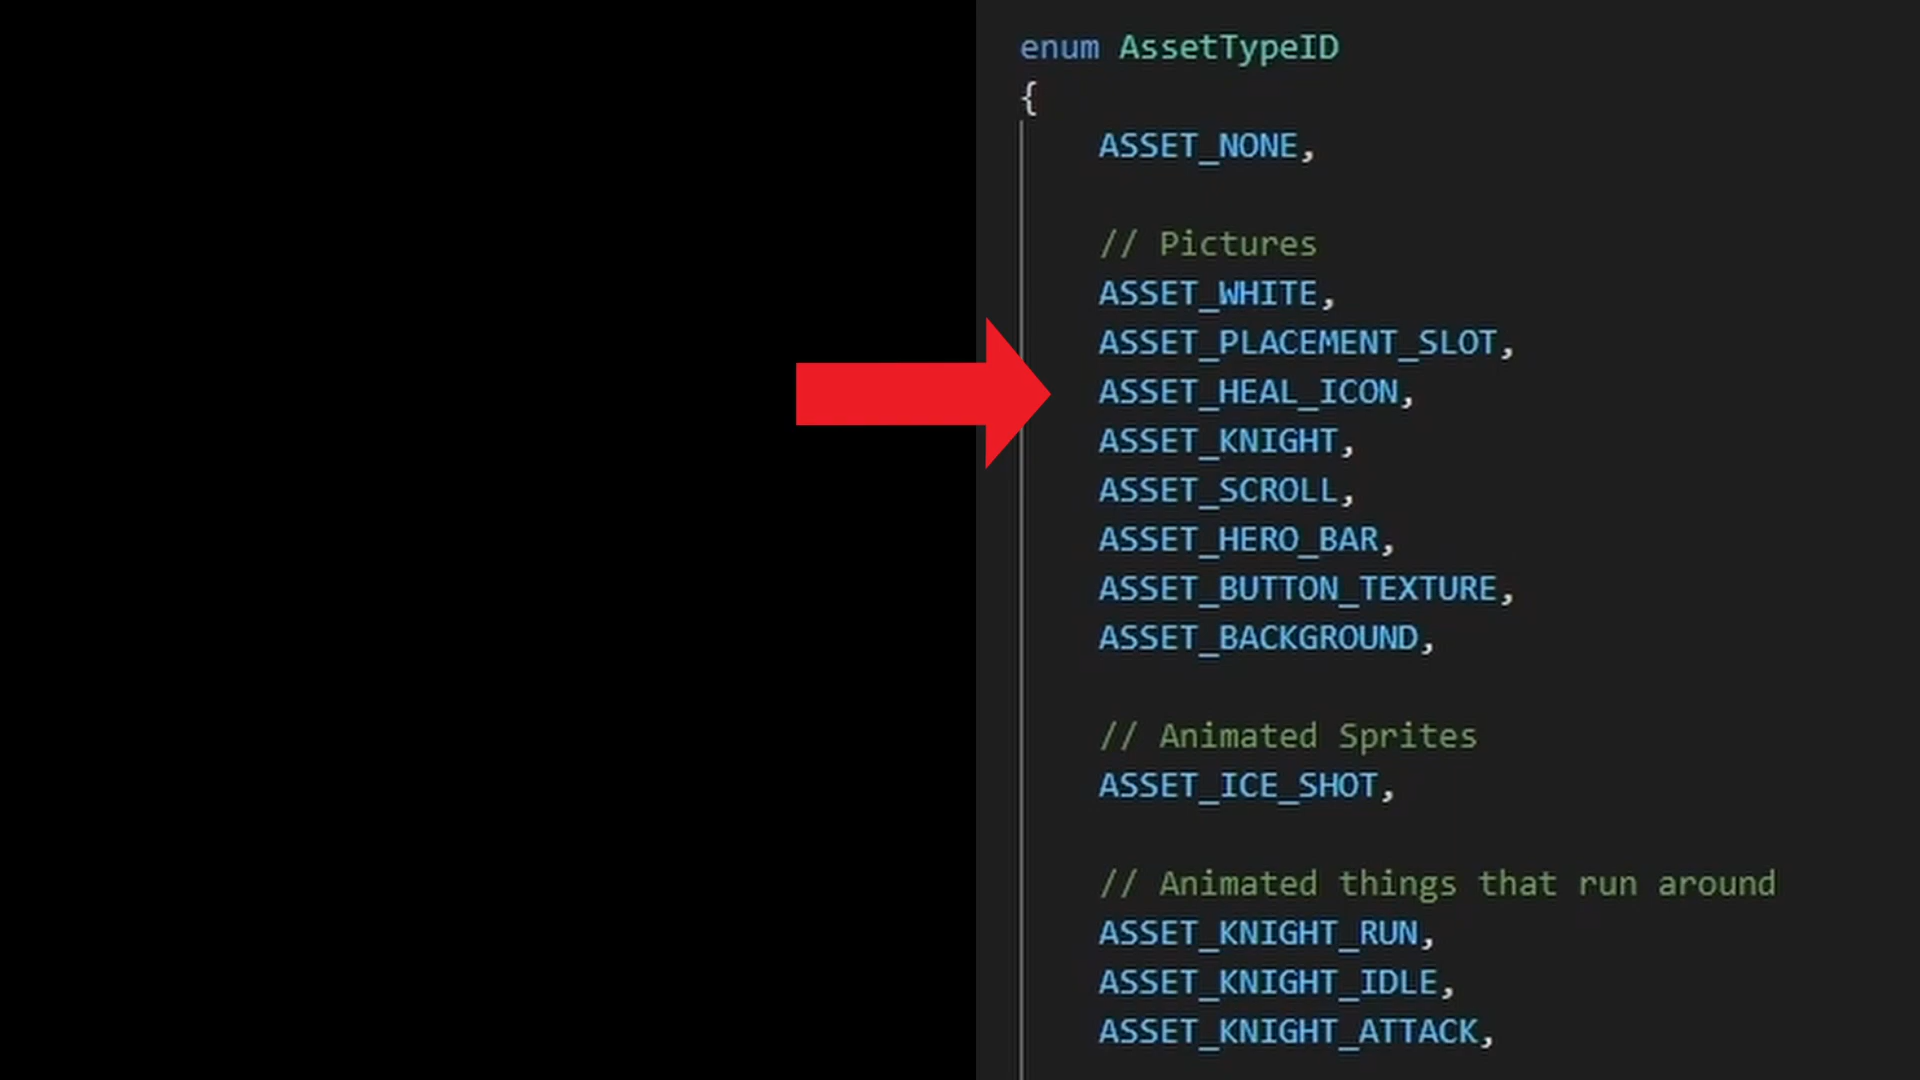 enum AssetTypeID
{
ASSET_NONE,
// Pictures
ASSET_WHITE,
ASSET_PLACEMENT_SLOT,
ASSET_HEAL_ICON,
ASSET_KNIGHT,
ASSET_SCROLL,
ASSET_HERO_BAR,
ASSET_BUTTON_TEXTURE,
ASSET_BACKGROUND,
// Animated Sprites
ASSET_ICE_SHOT,
// Animated things that run around
ASSET_KNIGHT_RUN,
ASSET_KNIGHT_IDLE,
ASSET_KNIGHT_ATTACK,